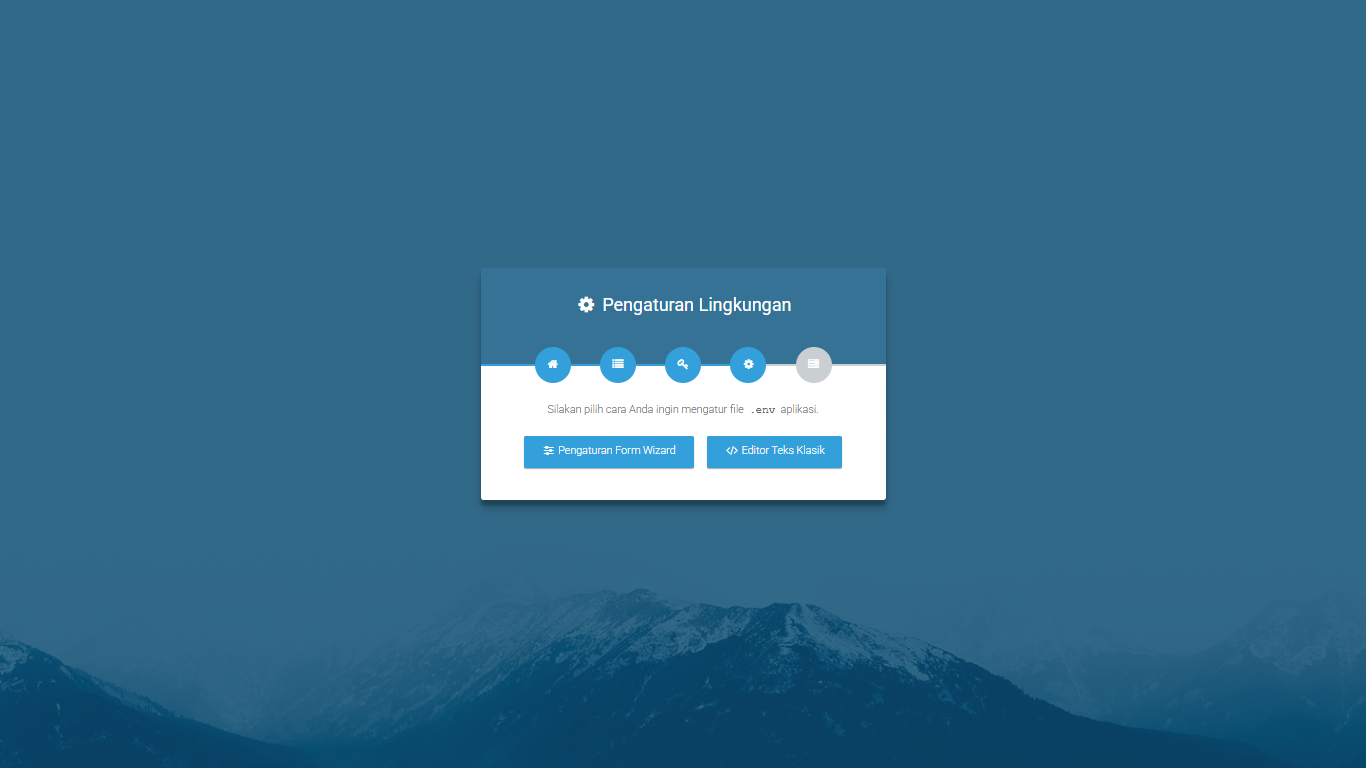 Pengaturan Lingkungan
Silakan pilih cara Anda ingin mengatur file .env aplikasi.
Pengaturan Form Wizard
Editor Teks Klasik